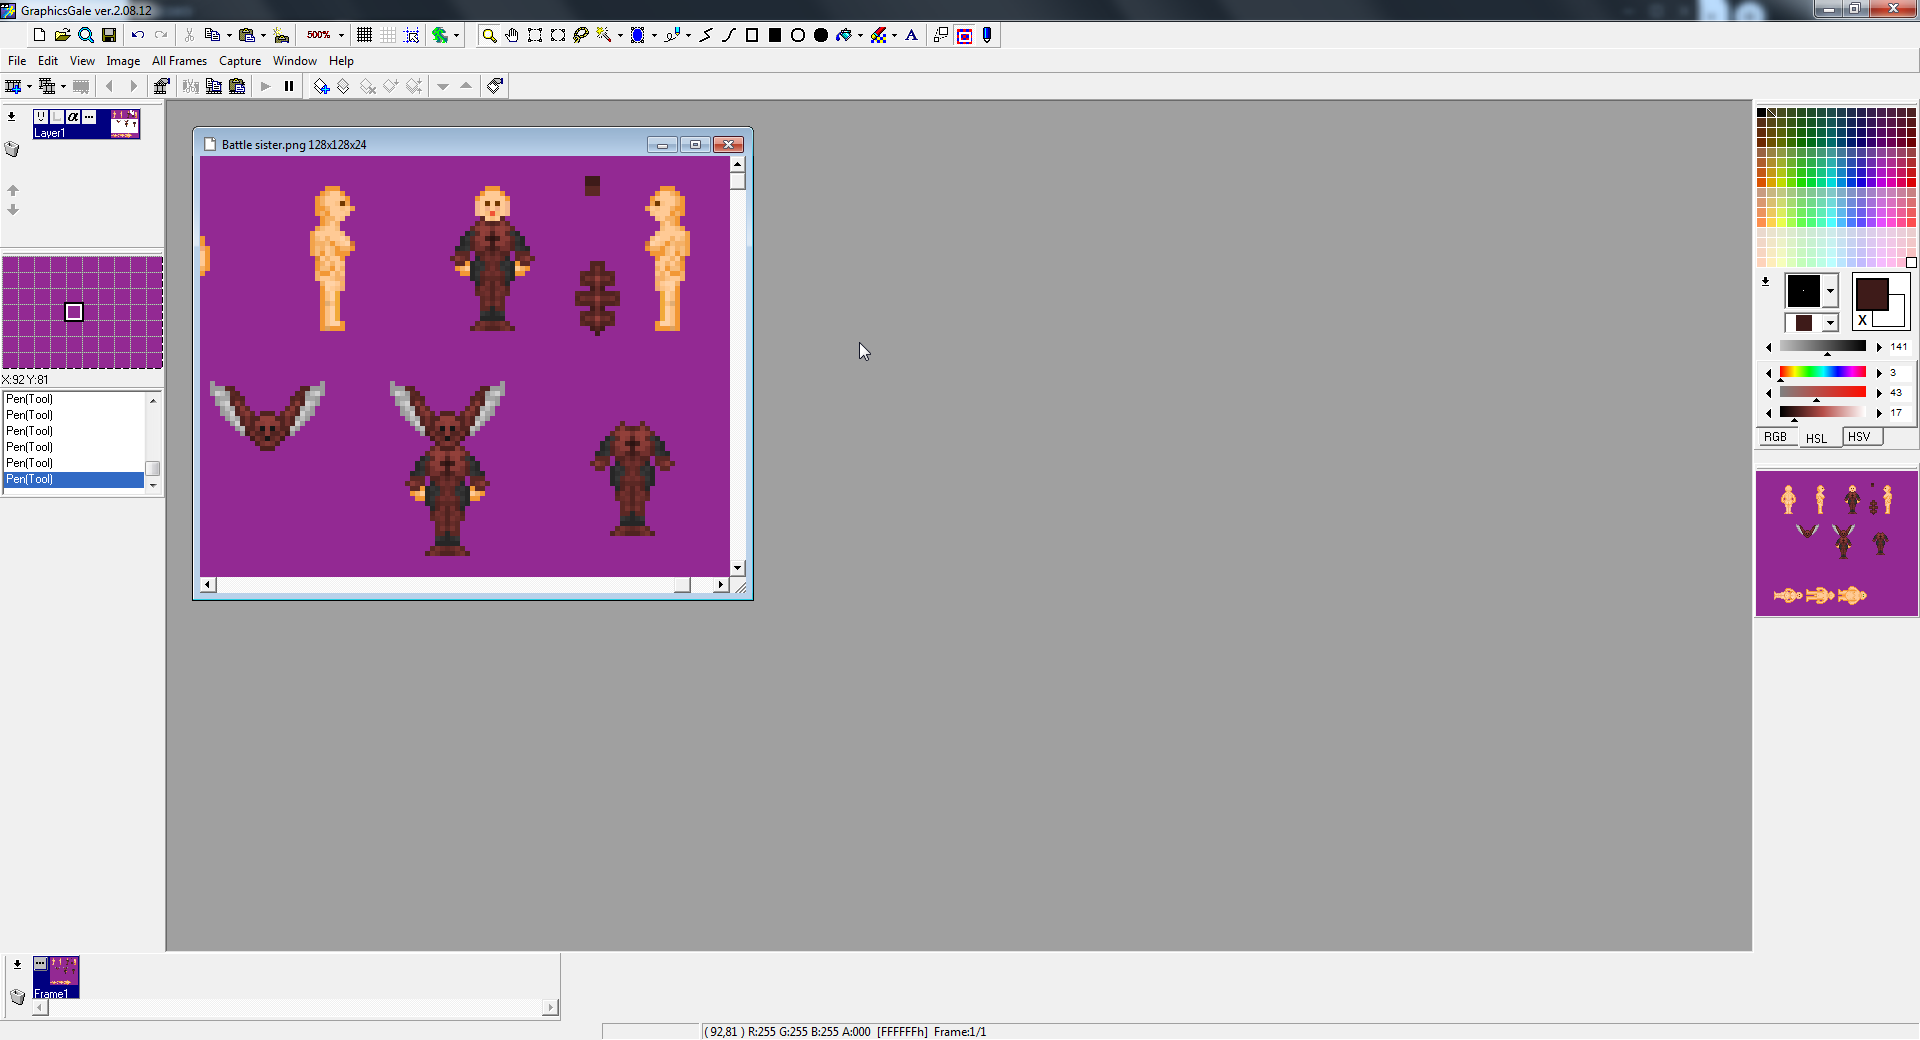 GraphicsGale ver.2.08.12
500%
A
File Edit View Image All Frames Capture Window Help
α
Layer1
Battle sister.png 128x128x24
X:92 Y:81
Pen(Tool)
Pen(Tool)
Pen(Tool)
Pen(Tool)
Pen(Tool)
Pen(Tool)
X
141
3
43
17
RGB HSL HSV
Frame1
( 92,81 ) R:255 G:255 B:255 A:000 [FFFFFFh] Frame:1/1